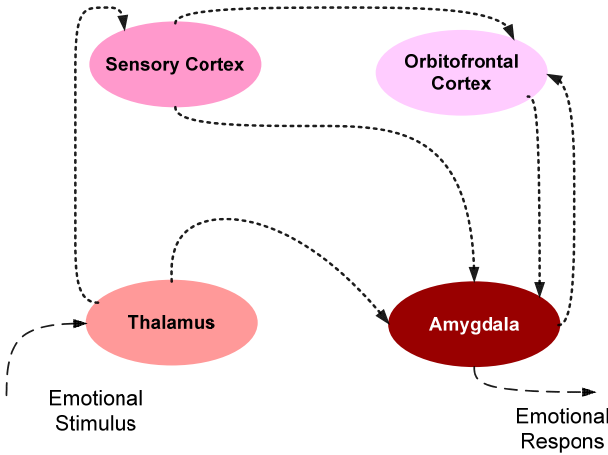 Sensory Cortex
Orbitofrontal
Cortex
Thalamus
Amygdala
Emotional
Stimulus
Emotional
Respons